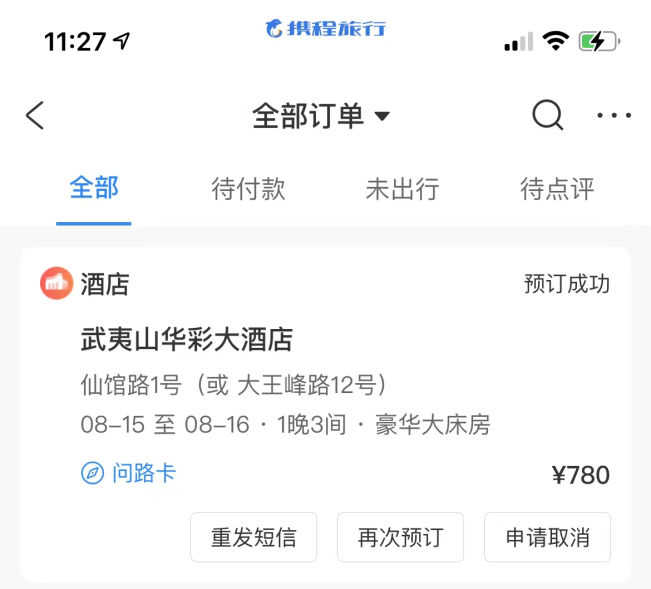 11:27
携程旅行
全部订单
全部
待付款
未出行
待点评
酒店
预订成功
武夷山华彩大酒店
仙馆路1号（或 大王峰路12号）
08-15 至 08-16 · 1晚3间 · 豪华大床房
问路卡
¥780
重发短信
再次预订
申请取消